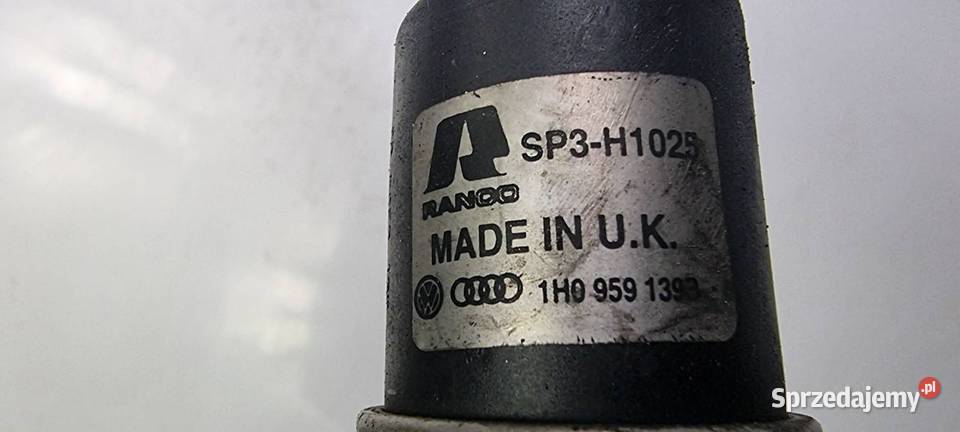 SP3-H1025
RANCO
MADE IN U.K.
1H0 959 139B
Sprzedajemy.pl